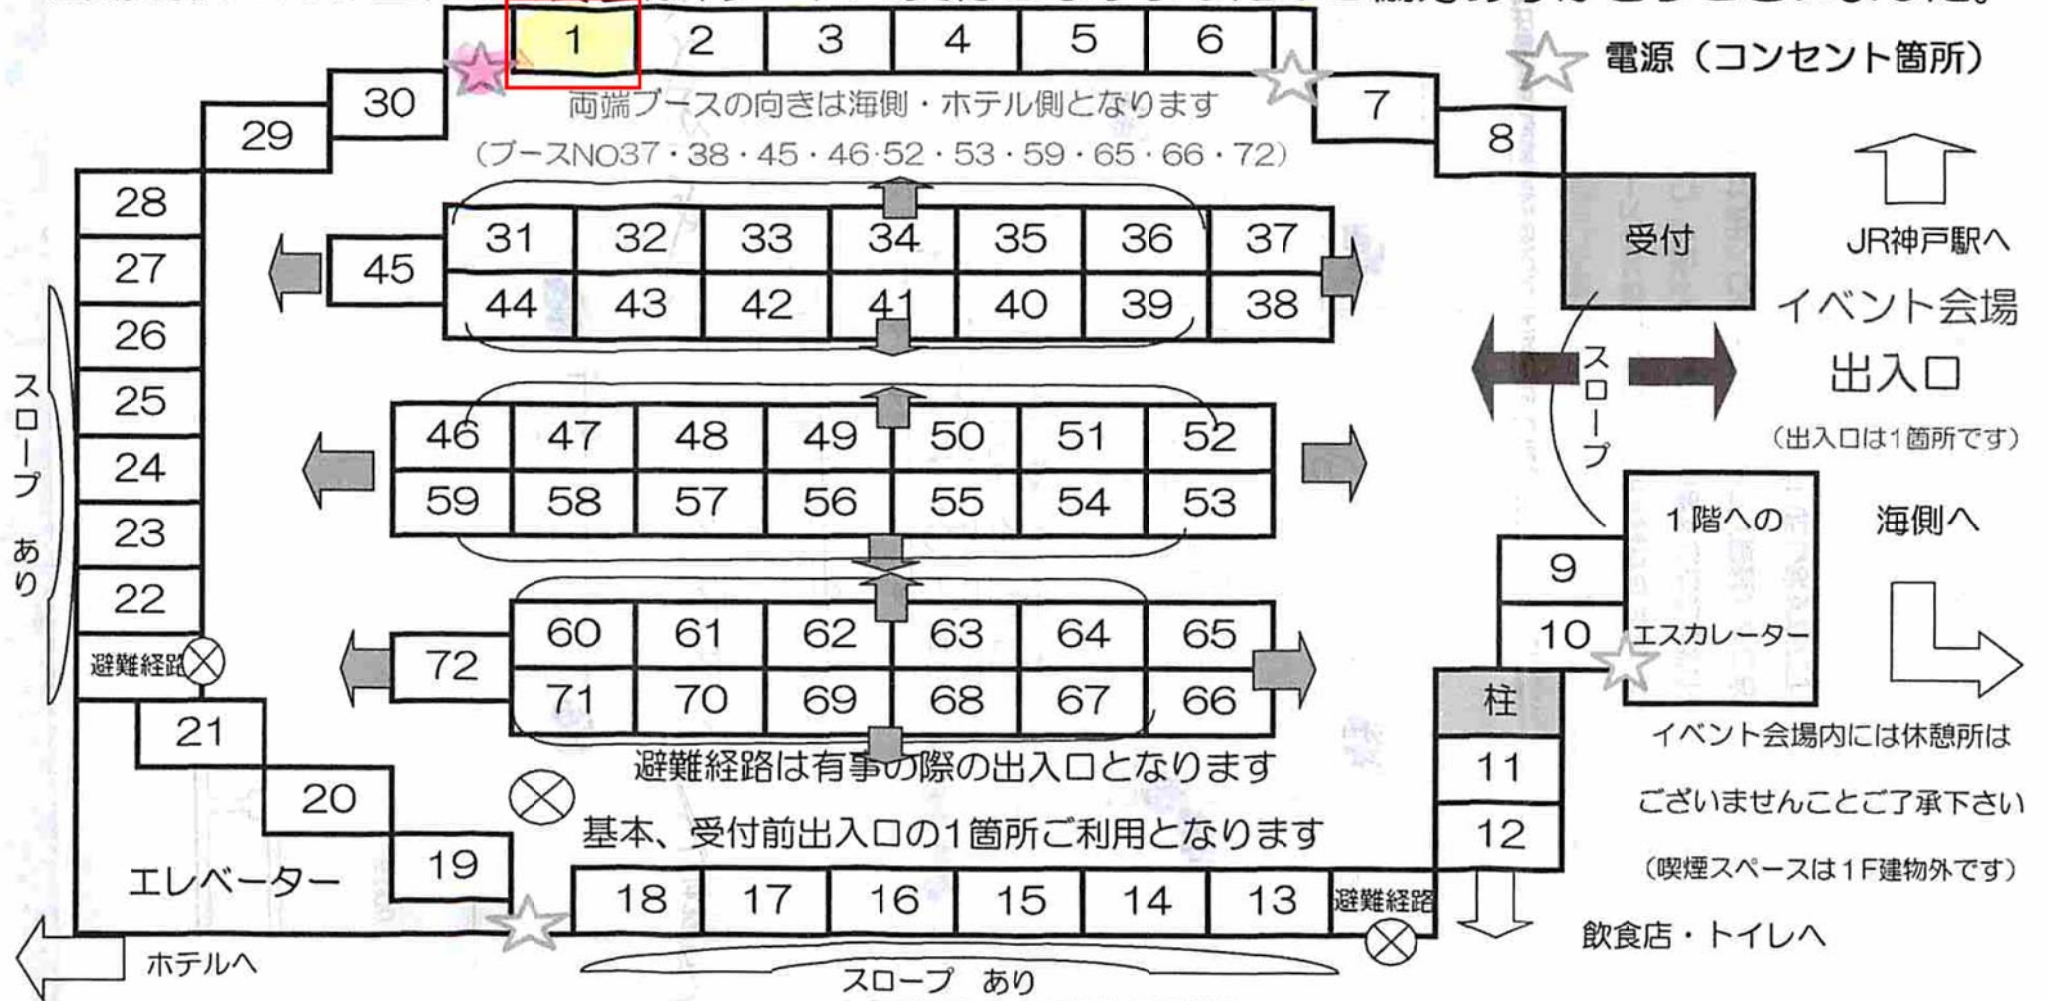 1 2 3 4 5 6
☆ 電源（コンセント箇所）
30
両端ブースの向きは海側・ホテル側となります
7
29
8
（ブースNO37・38・45・46・52・53・59・65・66・72）
28
31 32 33 34 35 36 37
受付
JR神戸駅へ
27
45
44 43 42 41 40 39 38
イベント会場
26
スロープ
出入口
25
46 47 48 49 50 51 52
（出入口は1箇所です）
スロープ あり
24
59 58 57 56 55 54 53
1階への
エスカレーター
海側へ
23
9
22
60 61 62 63 64 65
10
避難経路
72
71 70 69 68 67 66
柱
21
イベント会場内には休憩所は
避難経路は有事の際の出入口となります
11
20
ございませんことご了承下さい
基本、受付前出入口の1箇所ご利用となります
12
19
（喫煙スペースは1F建物外です）
エレベーター
18 17 16 15 14 13
避難経路
飲食店・トイレへ
ホテルへ
スロープ あり